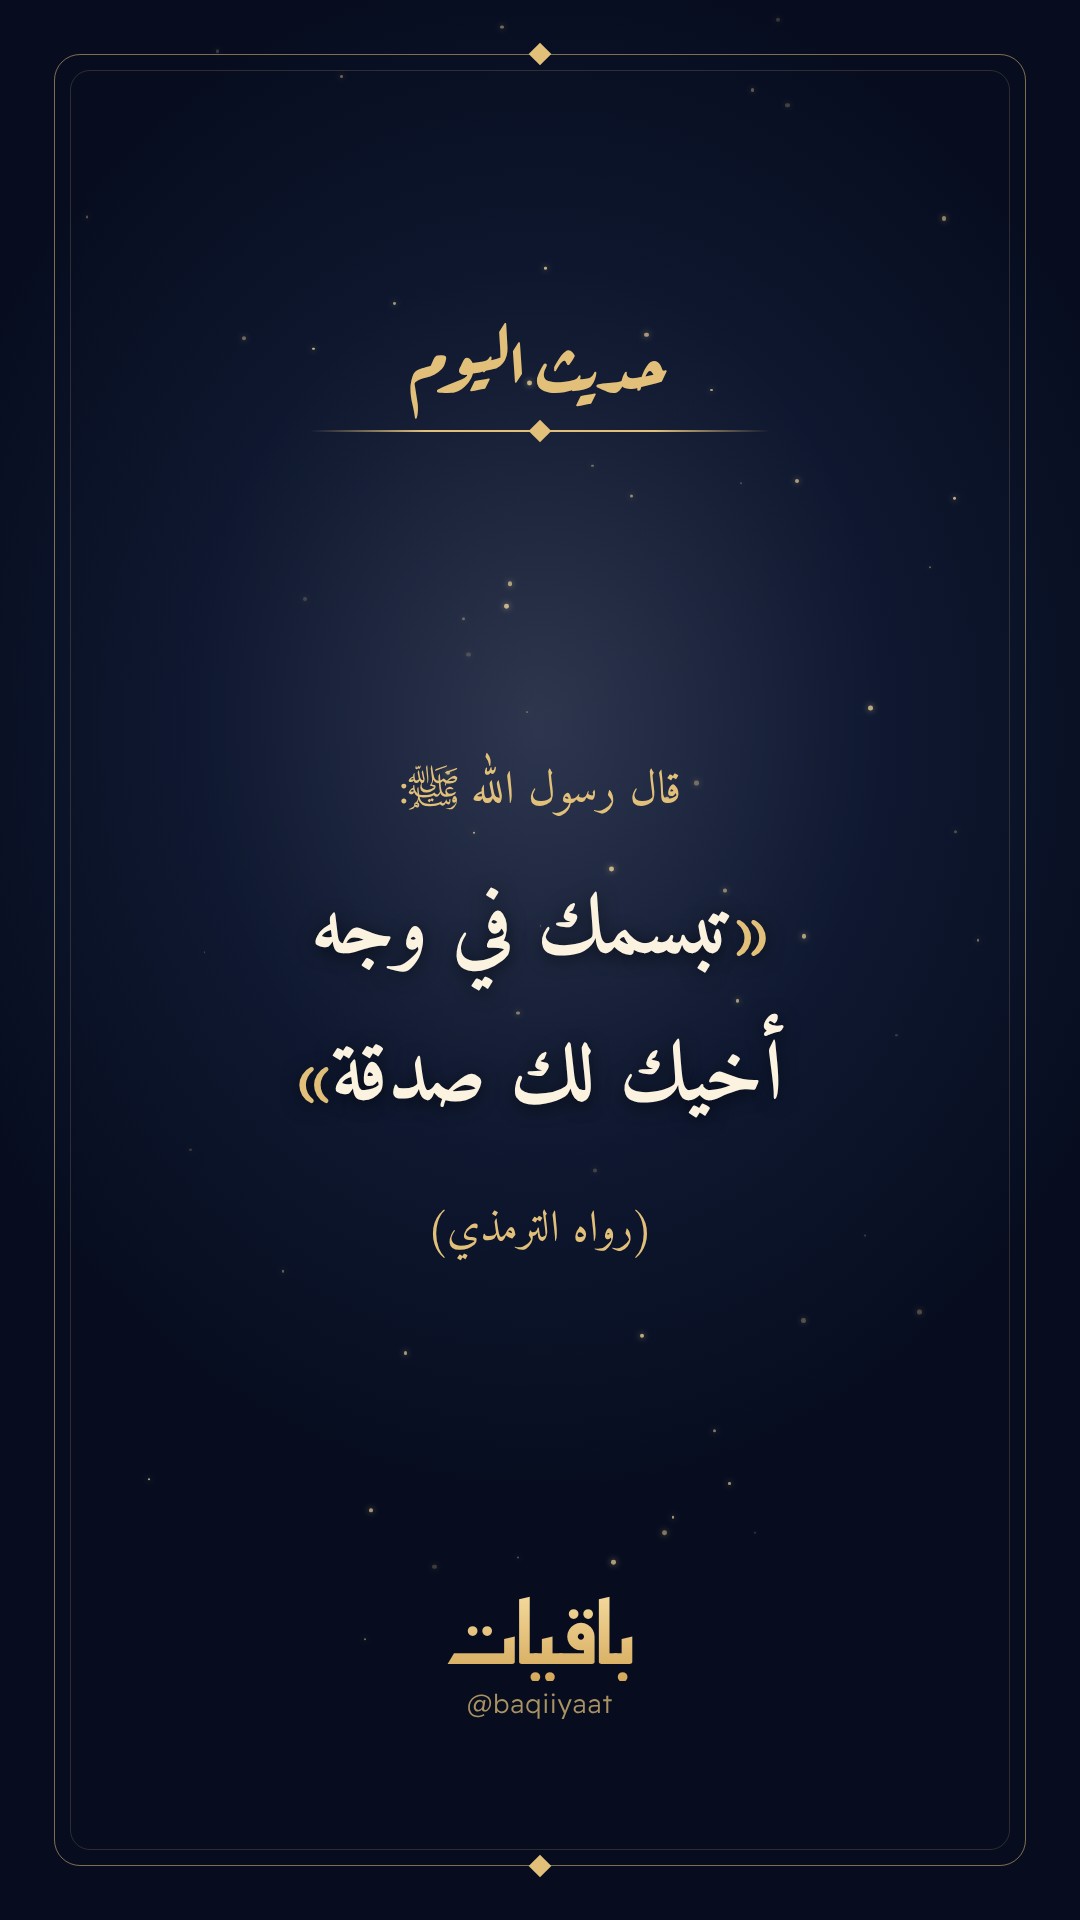 حديث اليوم
قال رسول الله ﷺ:
«تبسمك في وجه
أخيك لك صدقة»
(رواه الترمذي)
باقيات
@baqiiyaat